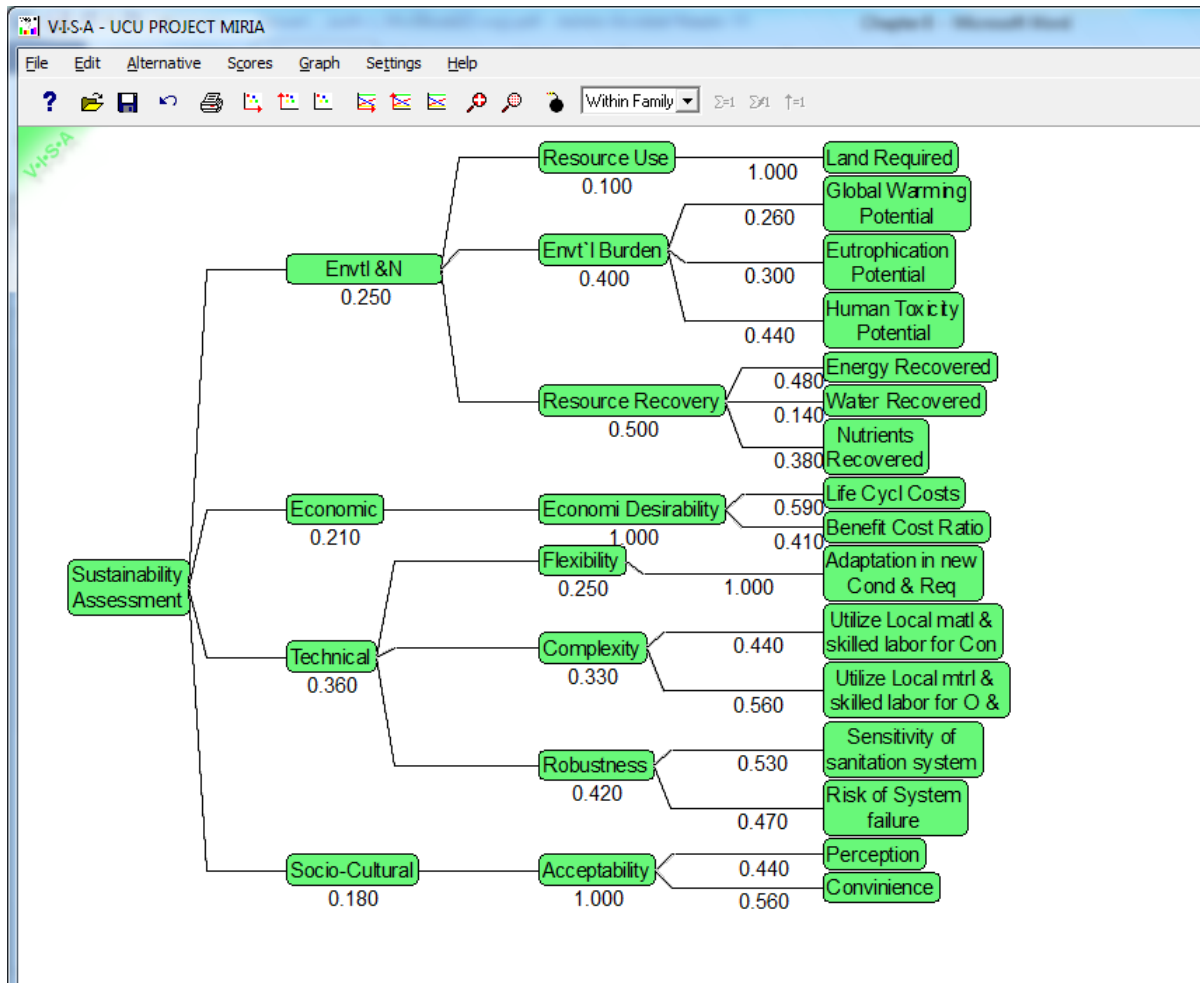 V·I·S·A - UCU PROJECT MIRIA
Chapter 6 - Microsoft Word
File Edit Alternative Scores Graph Settings Help
? Within Family Σ=1 Σ≠1 ↑=1
V·I·S·A
Sustainability
Assessment
Envtl &N
0.250
Resource Use
0.100
1.000
Land Required
Envt`l Burden
0.400
0.260
Global Warming
Potential
0.300
Eutrophication
Potential
0.440
Human Toxicity
Potential
Resource Recovery
0.500
0.480
Energy Recovered
0.140
Water Recovered
0.380
Nutrients
Recovered
Economic
0.210
Economi Desirability
1.000
0.590
Life Cycl Costs
0.410
Benefit Cost Ratio
Technical
0.360
Flexibility
0.250
1.000
Adaptation in new
Cond & Req
Complexity
0.330
0.440
Utilize Local matl &
skilled labor for Con
0.560
Utilize Local mtrl &
skilled labor for O &
Robustness
0.420
0.530
Sensitivity of
sanitation system
0.470
Risk of System
failure
Socio-Cultural
0.180
Acceptability
1.000
0.440
Perception
0.560
Convinience